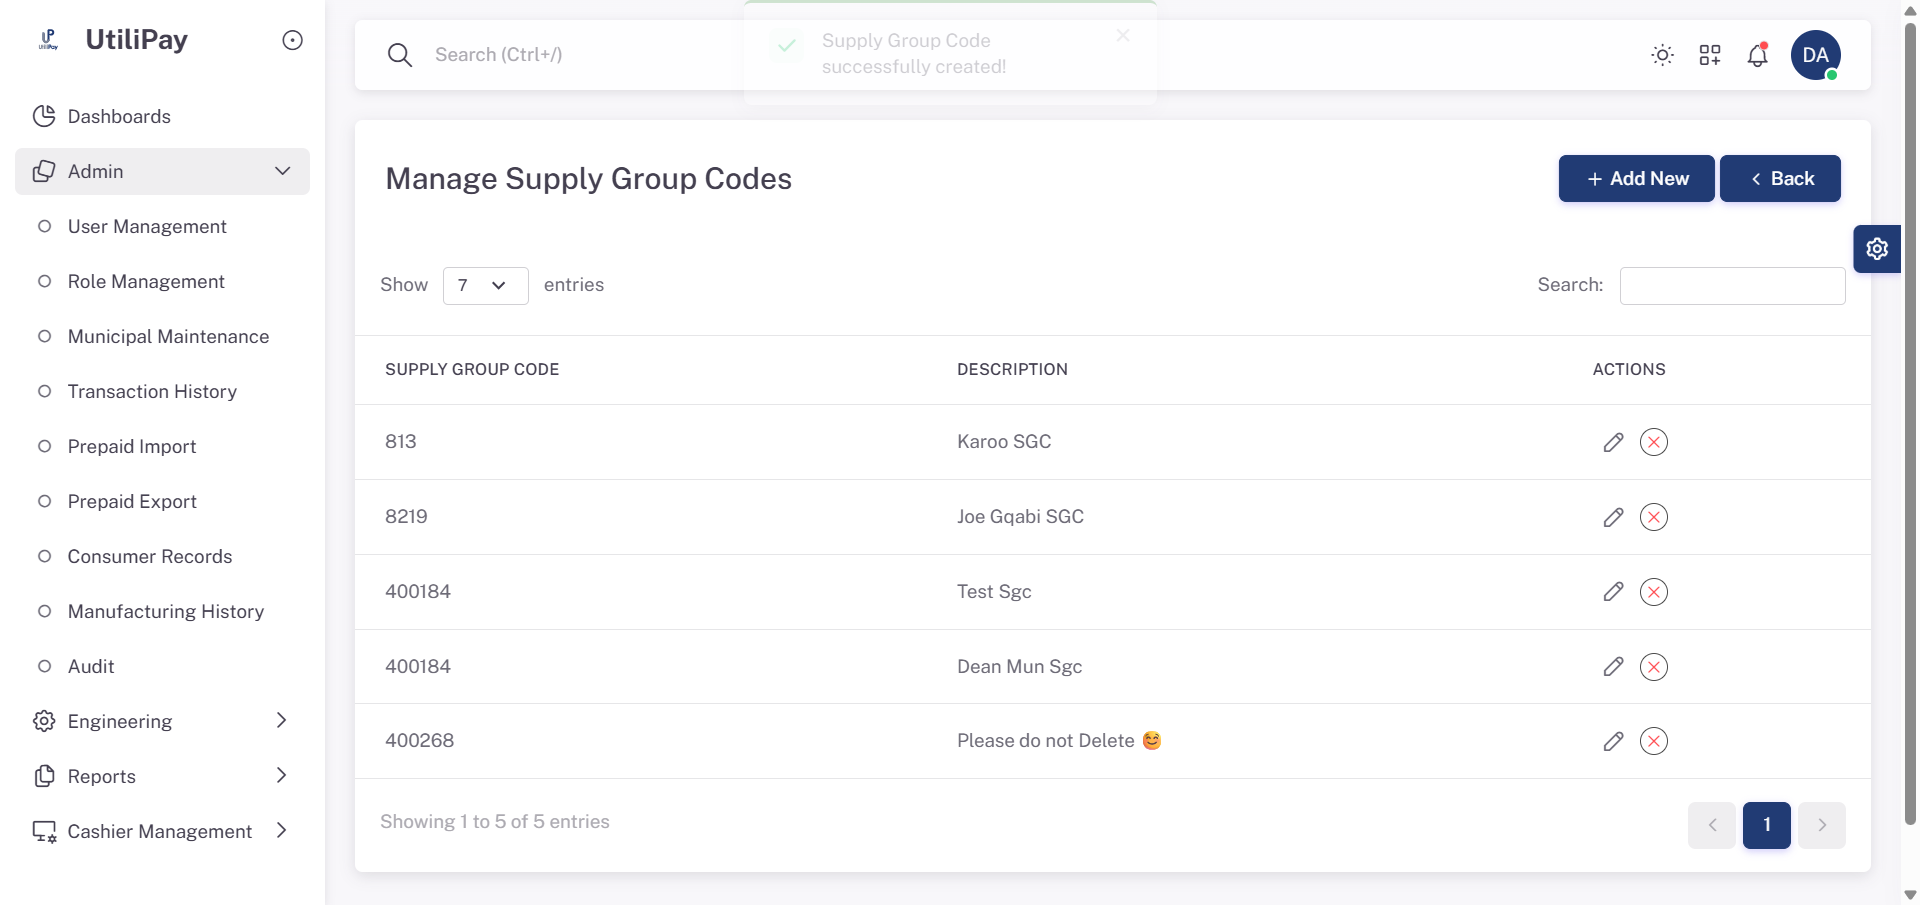 UtiliPay
Dashboards
Admin
User Management
Role Management
Municipal Maintenance
Transaction History
Prepaid Import
Prepaid Export
Consumer Records
Manufacturing History
Audit
Engineering
Reports
Cashier Management
Search (Ctrl+/)
Supply Group Code
successfully created!
DA
Manage Supply Group Codes
+ Add New
Back
Show 7 entries
Search:
SUPPLY GROUP CODE DESCRIPTION ACTIONS
813 Karoo SGC
8219 Joe Gqabi SGC
400184 Test Sgc
400184 Dean Mun Sgc
400268 Please do not Delete 😊
Showing 1 to 5 of 5 entries
1